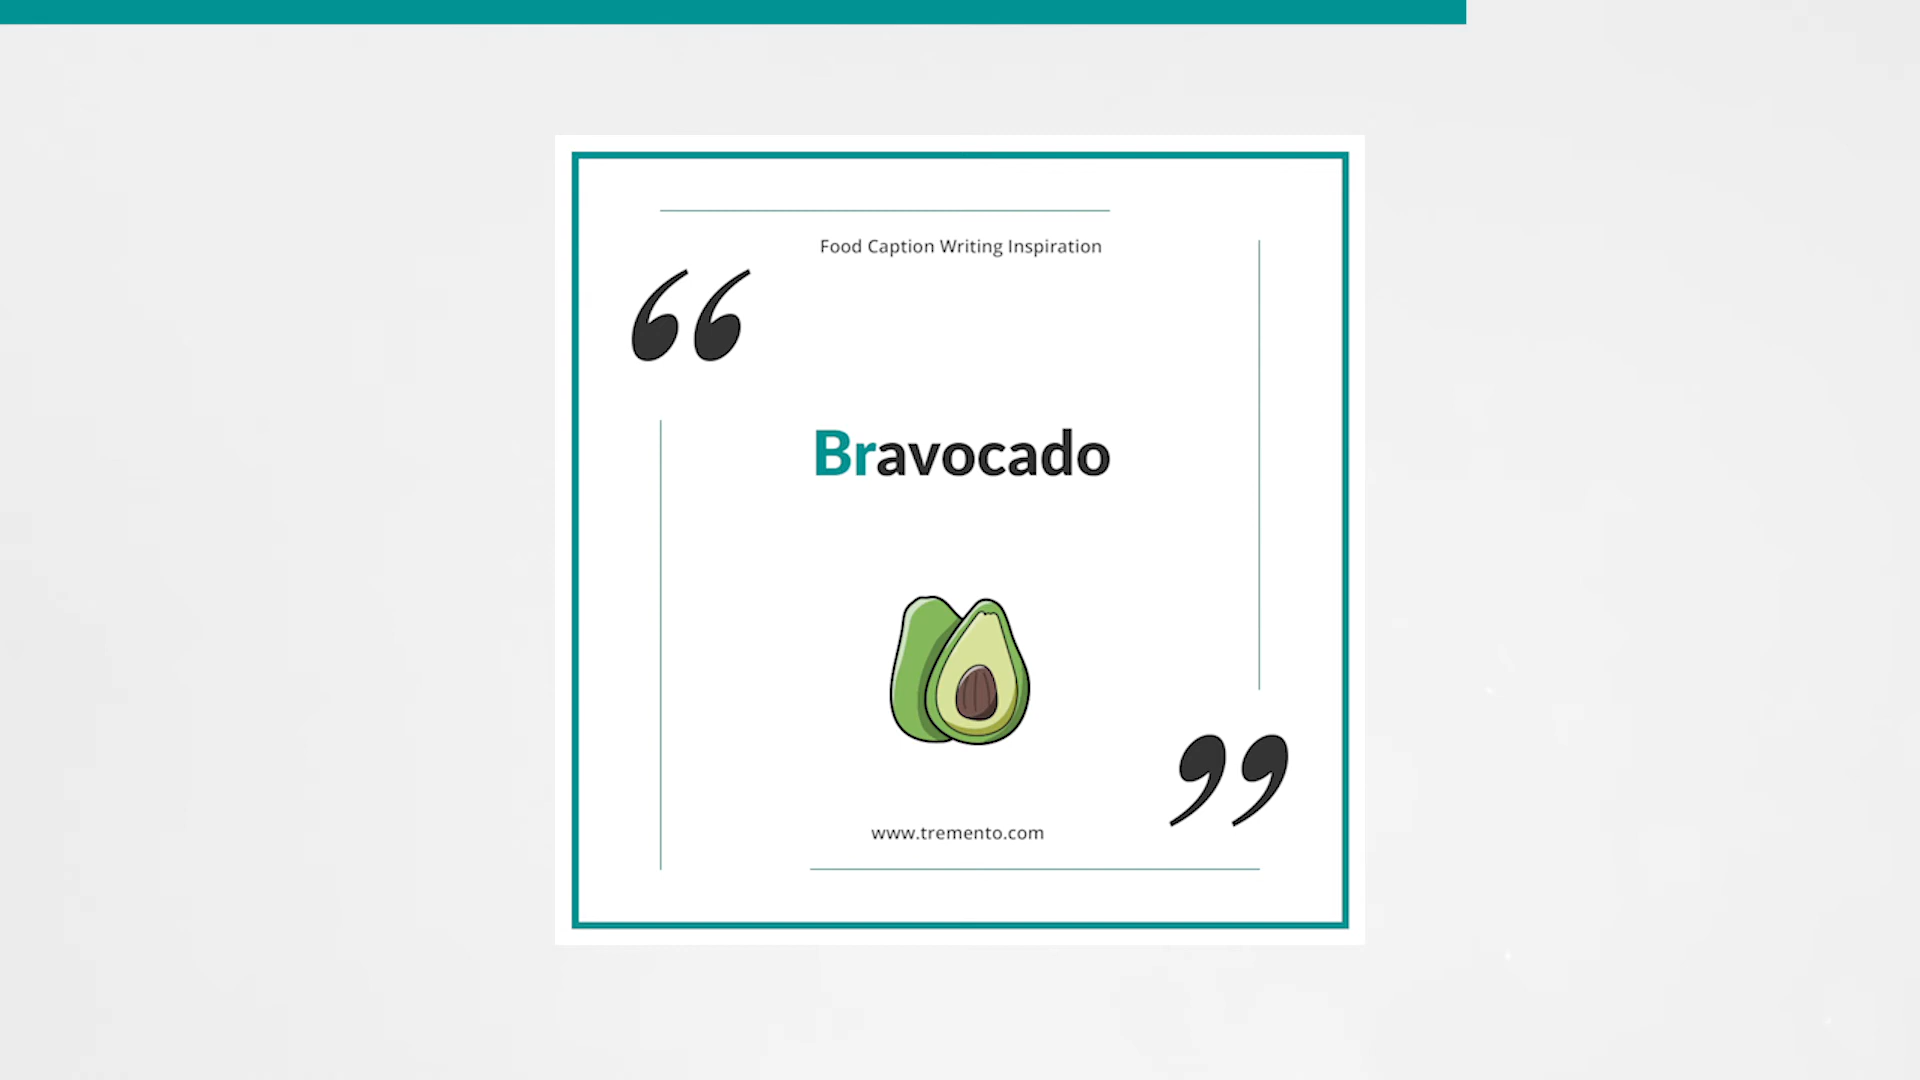 Food Caption Writing Inspiration
“
Bravocado
”
www.tremento.com